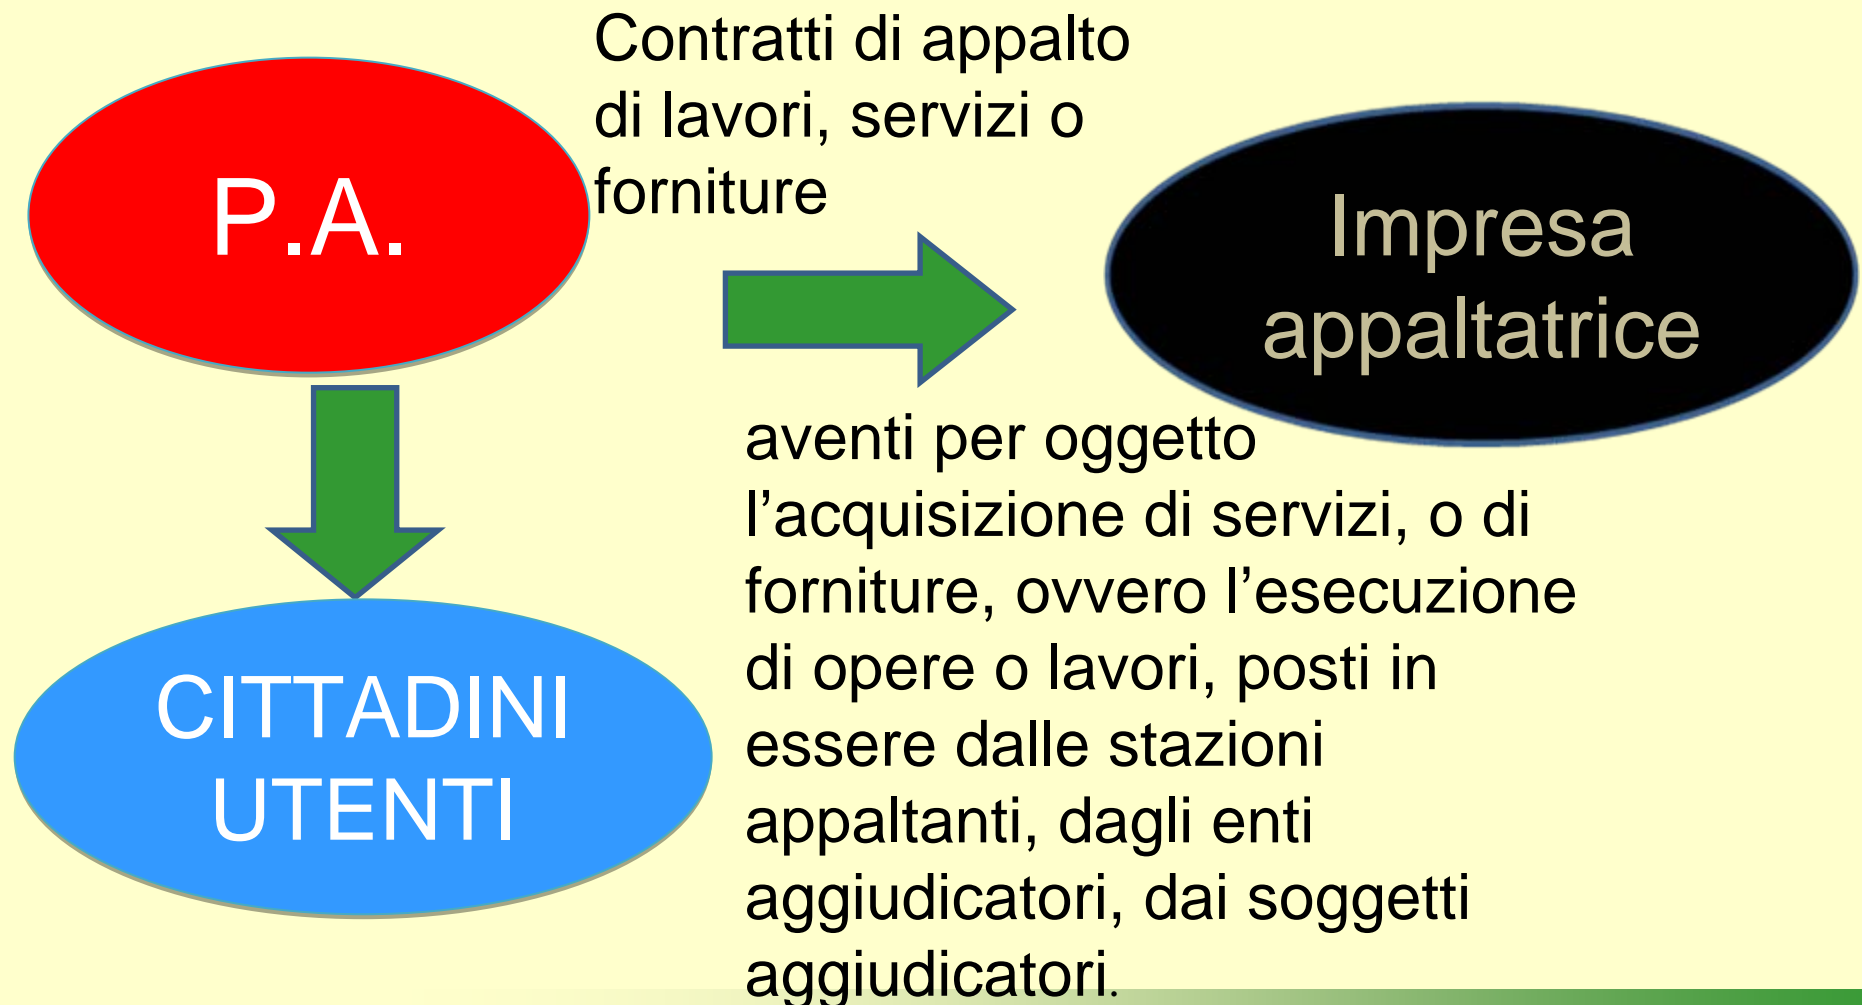 Contratti di appalto
di lavori, servizi o
forniture
P.A.
Impresa
appaltatrice
aventi per oggetto
l’acquisizione di servizi, o di
forniture, ovvero l’esecuzione
di opere o lavori, posti in
essere dalle stazioni
appaltanti, dagli enti
aggiudicatori, dai soggetti
aggiudicatori.
CITTADINI
UTENTI